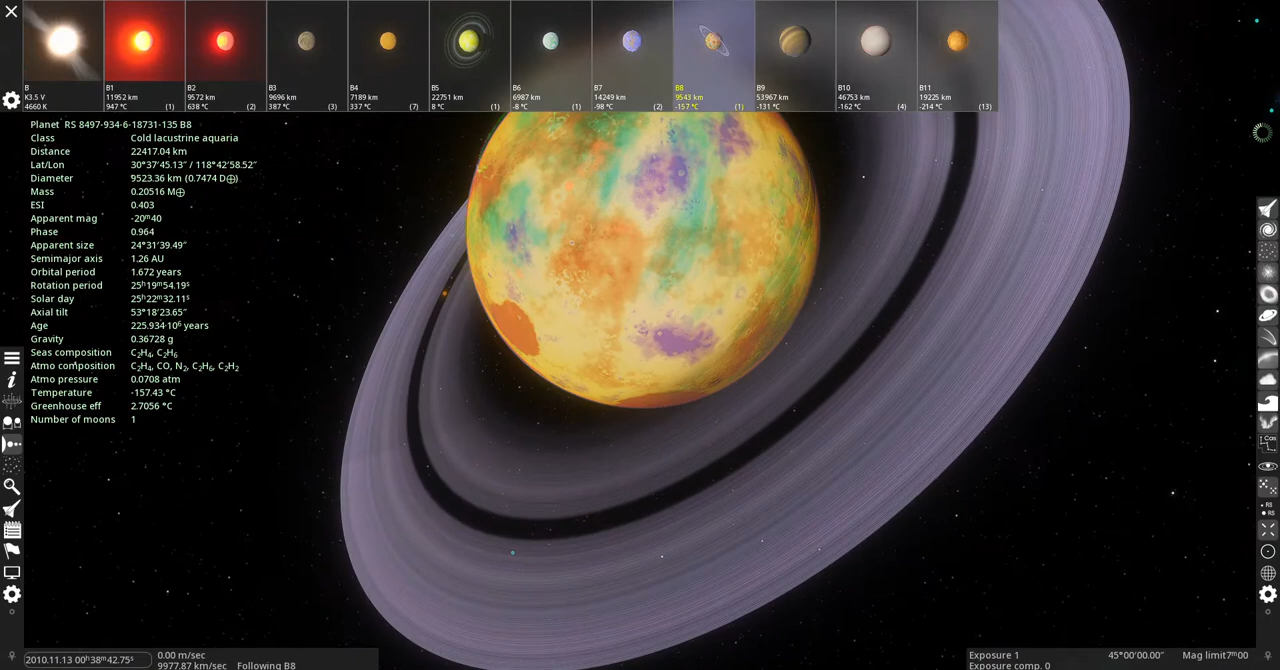 B
K3.5 V
4660 K
B1
11952 km
947 °C (1)
B2
9572 km
638 °C (2)
B3
9696 km
387 °C (3)
B4
7189 km
337 °C (7)
B5
22751 km
8 °C (1)
B6
6987 km
-8 °C (1)
B7
14249 km
-98 °C (2)
B8
9543 km
-157 °C (1)
B9
53967 km
-131 °C
B10
46753 km
-162 °C (4)
B11
19225 km
-214 °C (13)
Planet RS 8497-934-6-18731-135 B8
Class Cold lacustrine aquaria
Distance 22417.04 km
Lat/Lon 30°37′45.13″ / 118°42′58.52″
Diameter 9523.36 km (0.7474 D⊕)
Mass 0.20516 M⊕
ESI 0.403
Apparent mag -20ᵐ40
Phase 0.964
Apparent size 24°31′39.49″
Semimajor axis 1.26 AU
Orbital period 1.672 years
Rotation period 25ʰ19ᵐ54.19ˢ
Solar day 25ʰ22ᵐ32.11ˢ
Axial tilt 53°18′23.65″
Age 225.934·10⁶ years
Gravity 0.36728 g
Seas composition C₂H₄, C₂H₆
Atmo composition C₂H₄, CO, N₂, C₂H₆, C₂H₂
Atmo pressure 0.0708 atm
Temperature -157.43 °C
Greenhouse eff 2.7056 °C
Number of moons 1
Cas
RS
RS
2010.11.13 00ʰ38ᵐ42.75ˢ
0.00 m/sec
9977.87 km/sec Following B8
Exposure 1 45°00′00.00″ Mag limit7ᵐ00
Exposure comp. 0